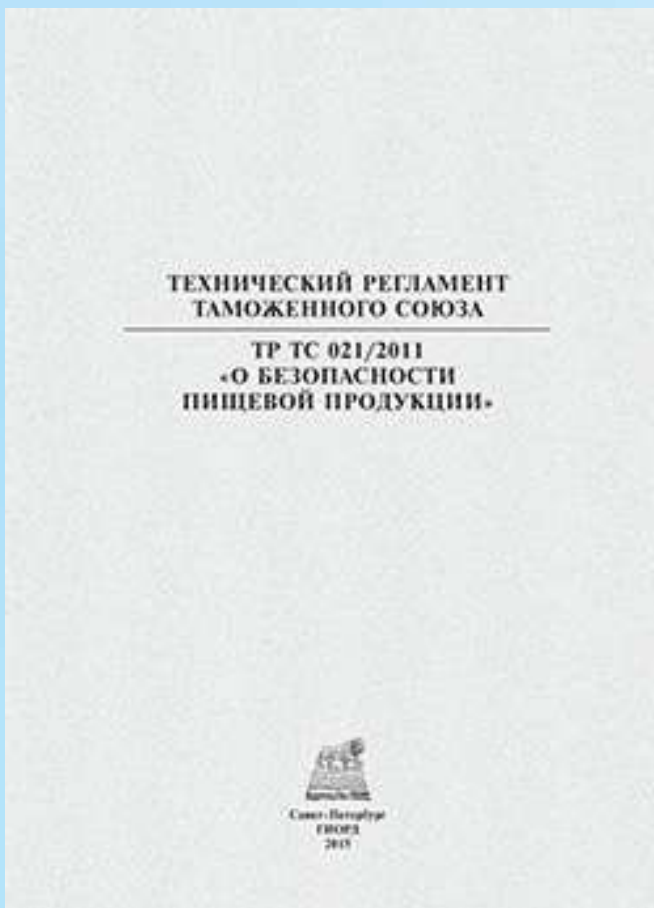 ТЕХНИЧЕСКИЙ РЕГЛАМЕНТ
ТАМОЖЕННОГО СОЮЗА
ТР ТС 021/2011
«О БЕЗОПАСНОСТИ
ПИЩЕВОЙ ПРОДУКЦИИ»
Санкт-Петербург
ГИОРД
2015